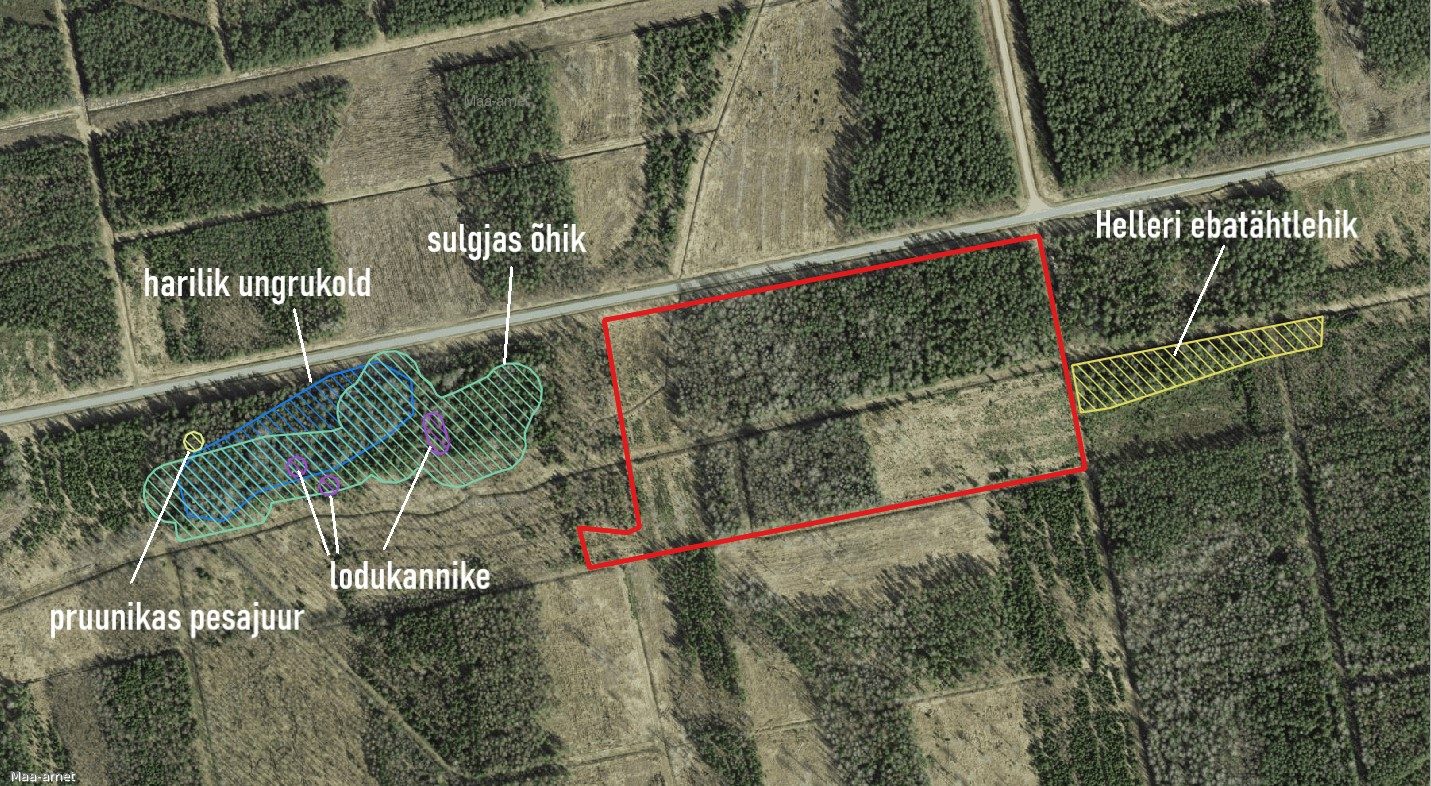 Maa-amet
Helleri ebatähtlehik
sulgjas õhik
harilik ungrukold
lodukannike
pruunikas pesajuur
Maa-amet